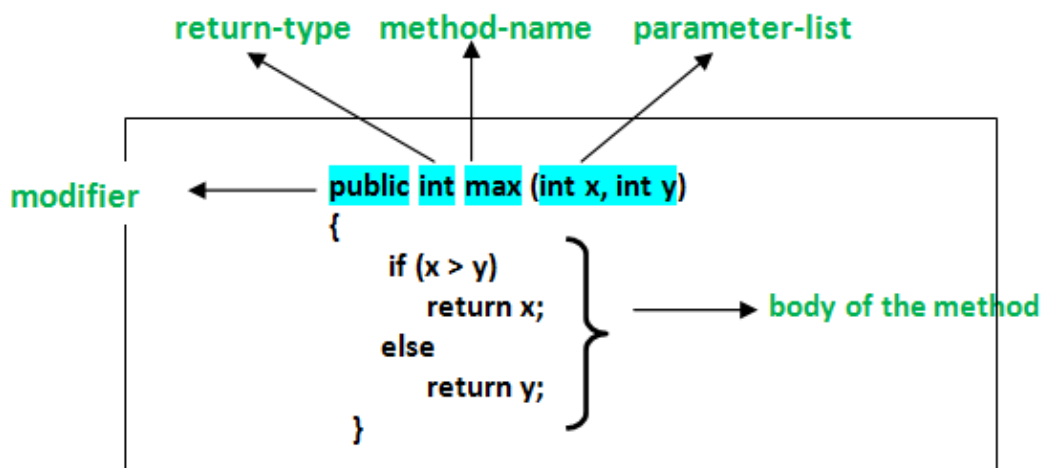 return-type method-name parameter-list
modifier
public int max (int x, int y)
{
if (x > y)
return x;
else
return y;
}
body of the method